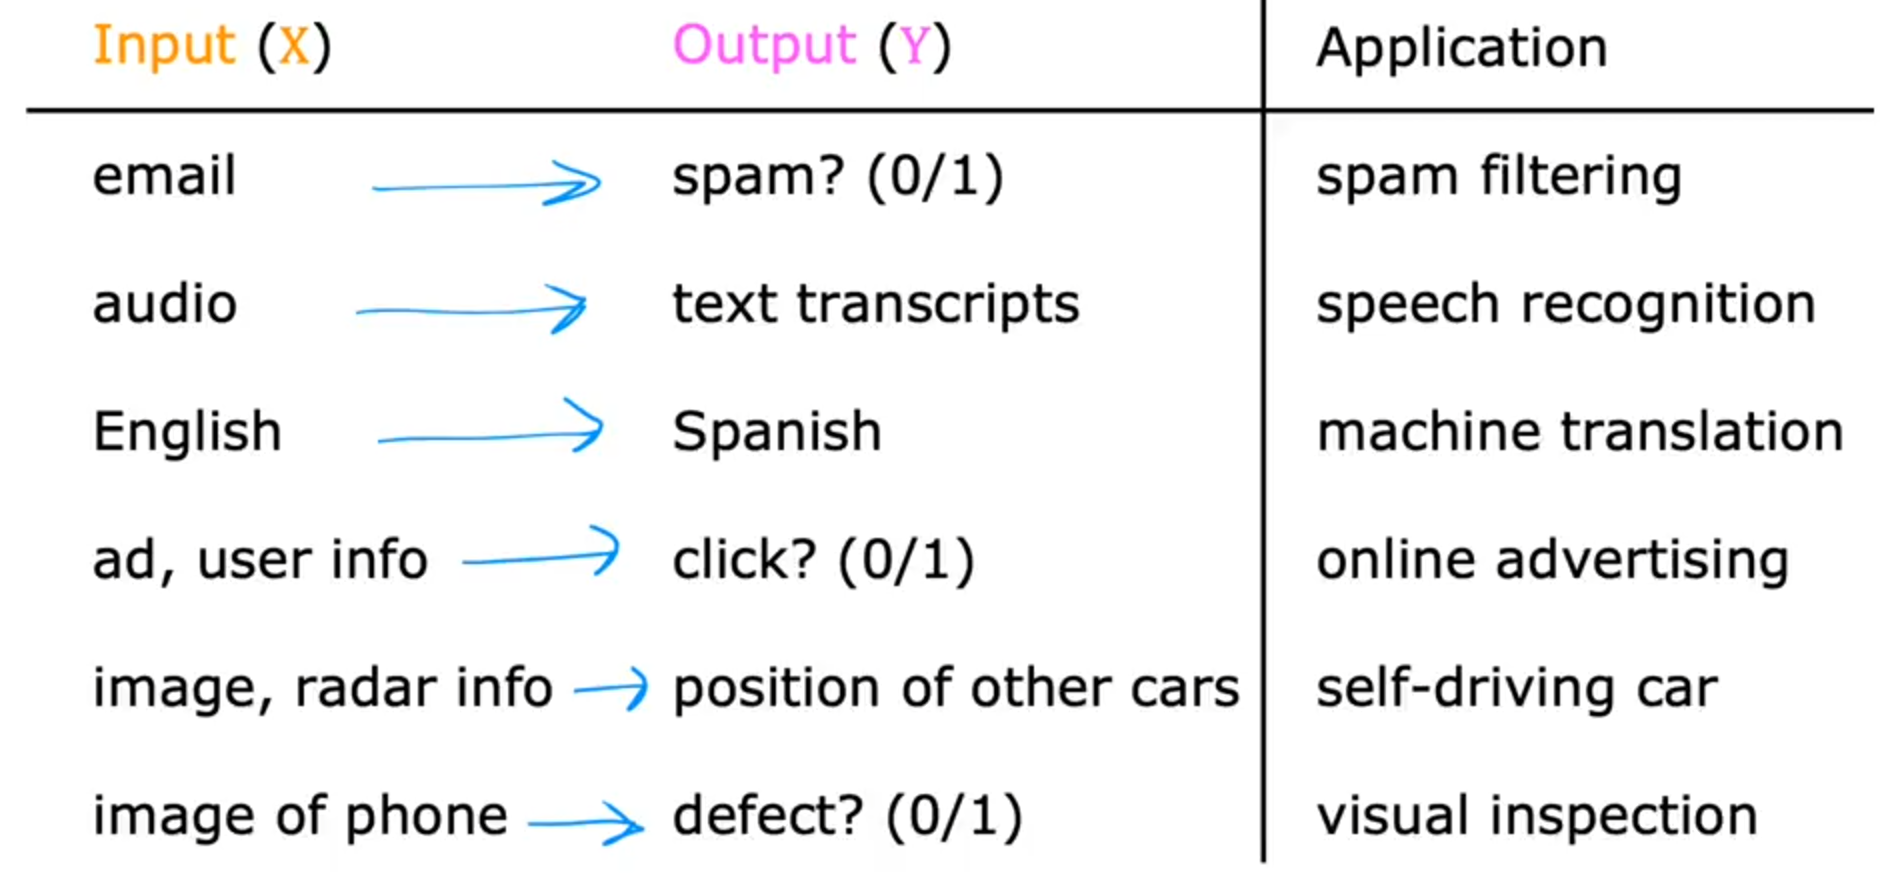 Input (X) Output (Y) Application
email spam? (0/1) spam filtering
audio text transcripts speech recognition
English Spanish machine translation
ad, user info click? (0/1) online advertising
image, radar info position of other cars self-driving car
image of phone defect? (0/1) visual inspection